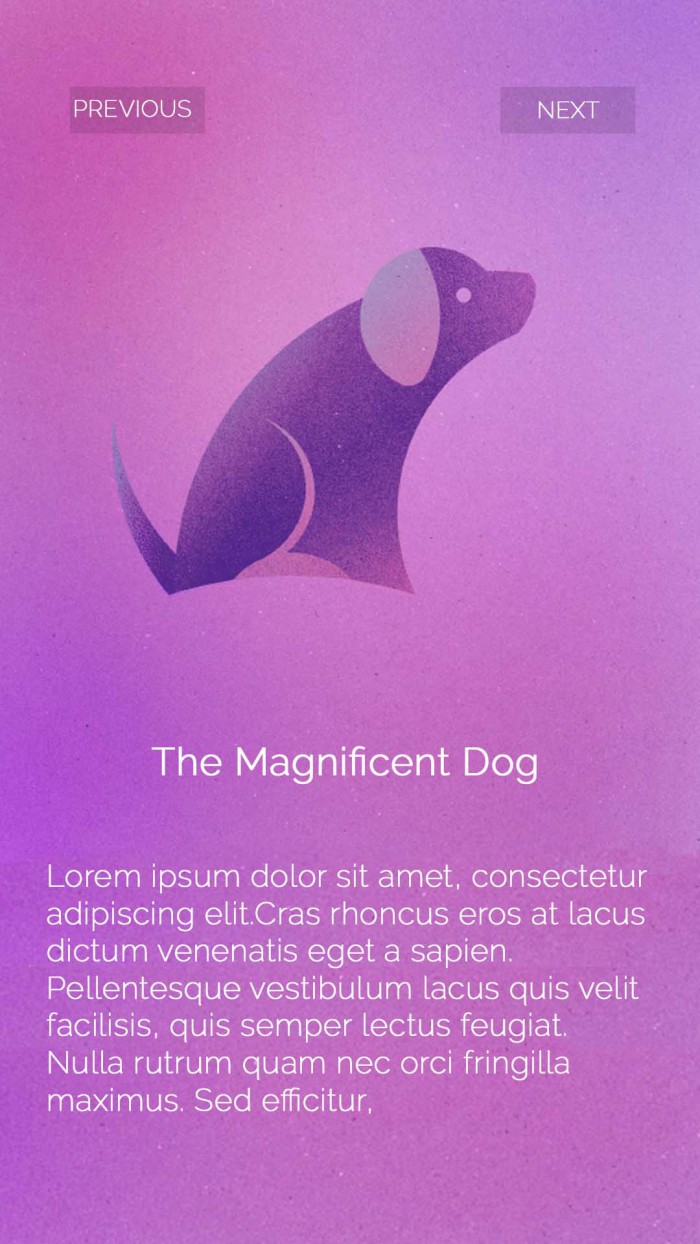 PREVIOUS
NEXT
The Magnificent Dog
Lorem ipsum dolor sit amet, consectetur
adipiscing elit.Cras rhoncus eros at lacus
dictum venenatis eget a sapien.
Pellentesque vestibulum lacus quis velit
facilisis, quis semper lectus feugiat.
Nulla rutrum quam nec orci fringilla
maximus. Sed efficitur,